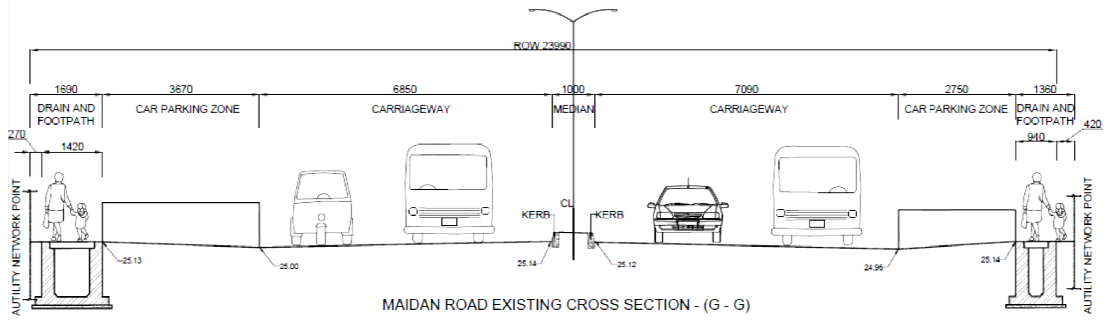 ROW 23990
1690 3670 6850 1000 7090 2750 1360
DRAIN AND FOOTPATH CAR PARKING ZONE CARRIAGEWAY MEDIAN CARRIAGEWAY CAR PARKING ZONE DRAIN AND FOOTPATH
270 1420 940 420
AUTILITY NETWORK POINT
CL
KERB KERB
25.13 25.00 25.14 25.12 24.96 25.14
AUTILITY NETWORK POINT
MAIDAN ROAD EXISTING CROSS SECTION - (G - G)